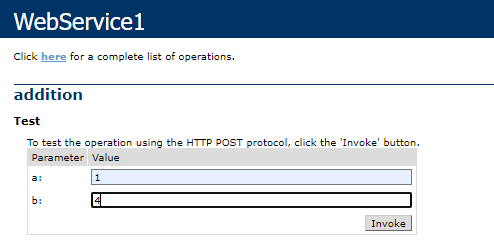 WebService1
Click here for a complete list of operations.
addition
Test
To test the operation using the HTTP POST protocol, click the 'Invoke' button.
Parameter Value
a: 1
b: 4
Invoke